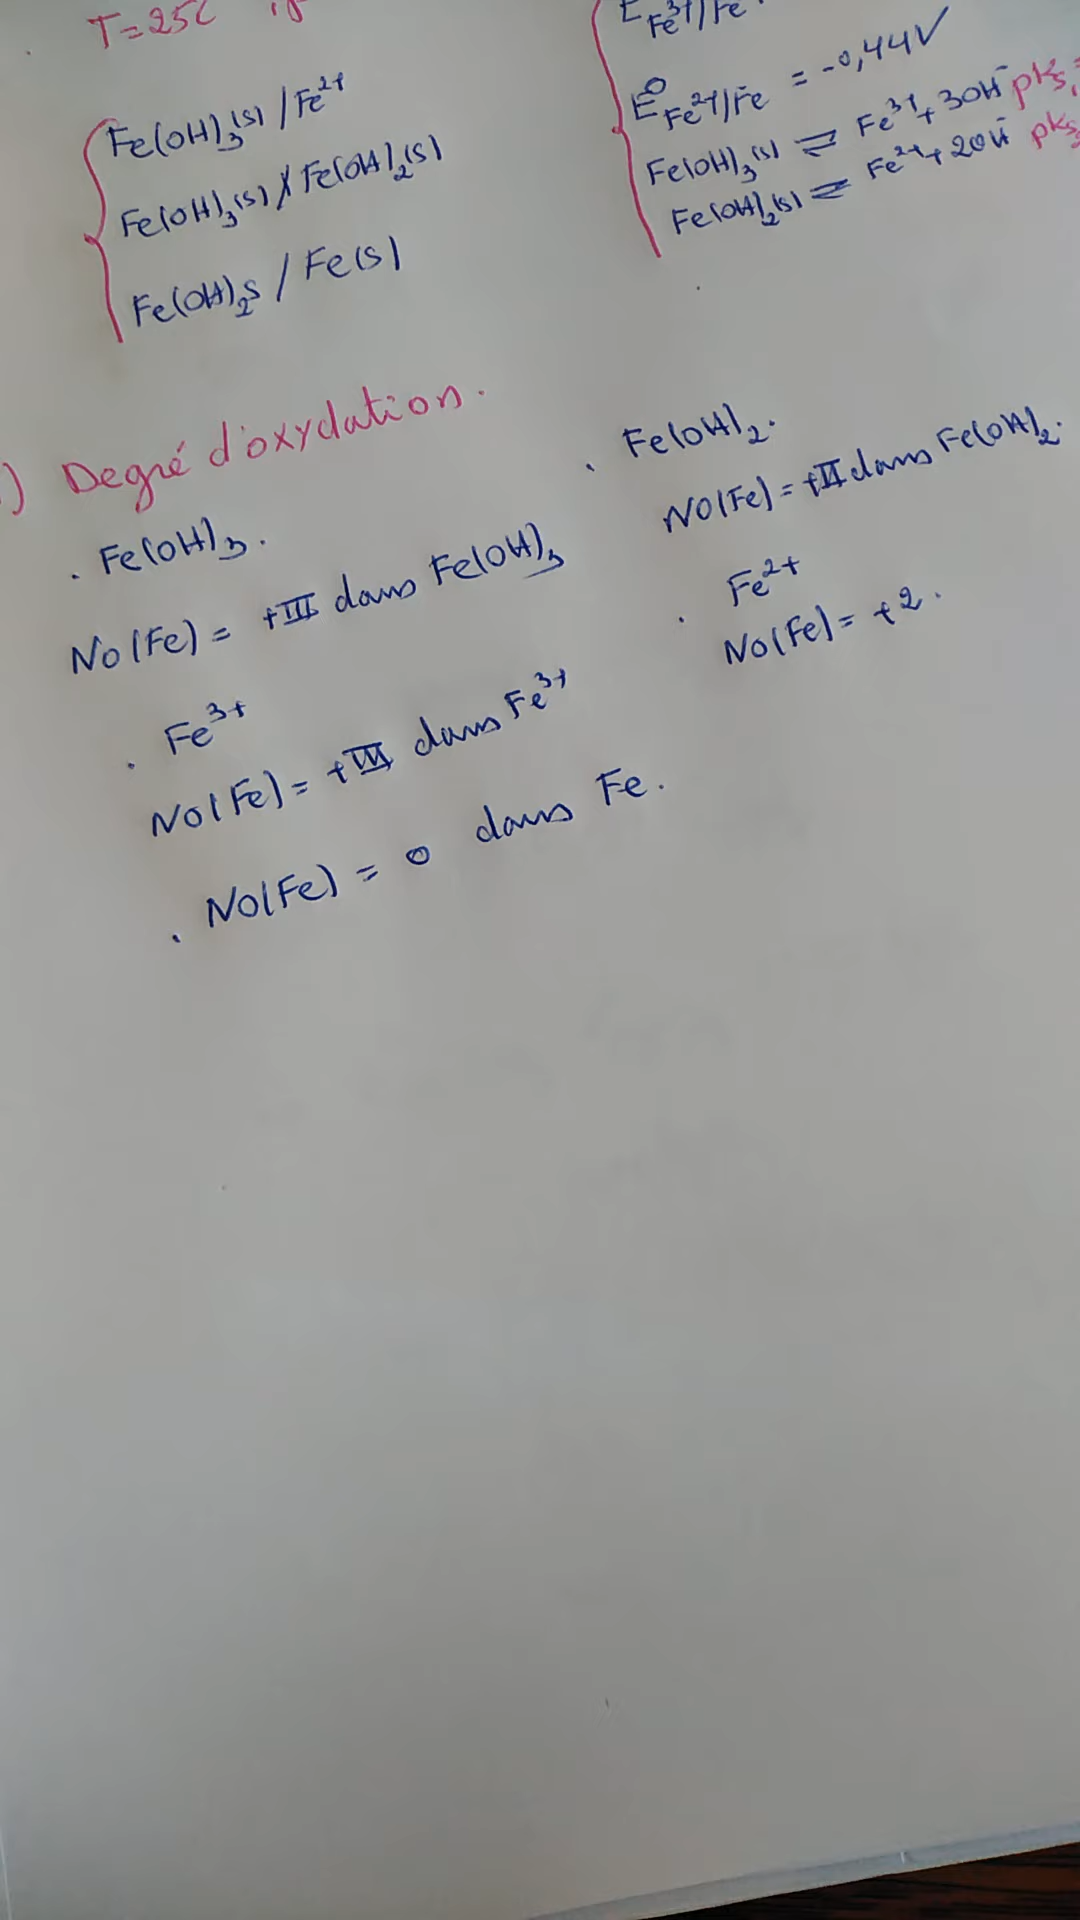 T=25C
Fe(OH)3(s) / Fe2+
Fe(OH)3(s) / Fe(OH)2(s)
Fe(OH)2s / Fe(s)
E Fe3+/Fe
E° Fe2+/Fe = -0,44V
Fe(OH)3(s) ⇌ Fe3+ + 3OH- pks1=
Fe(OH)2(s) ⇌ Fe2+ + 2OH- pks
) Degré d'oxydation.
. Fe(OH)3.
No(Fe) = +III dans Fe(OH)3
. Fe3+
No(Fe) = +III dans Fe3+
. No(Fe) = 0 dans Fe.
. Fe(OH)2.
No(Fe) = +II dans Fe(OH)2.
. Fe2+
No(Fe) = +2.